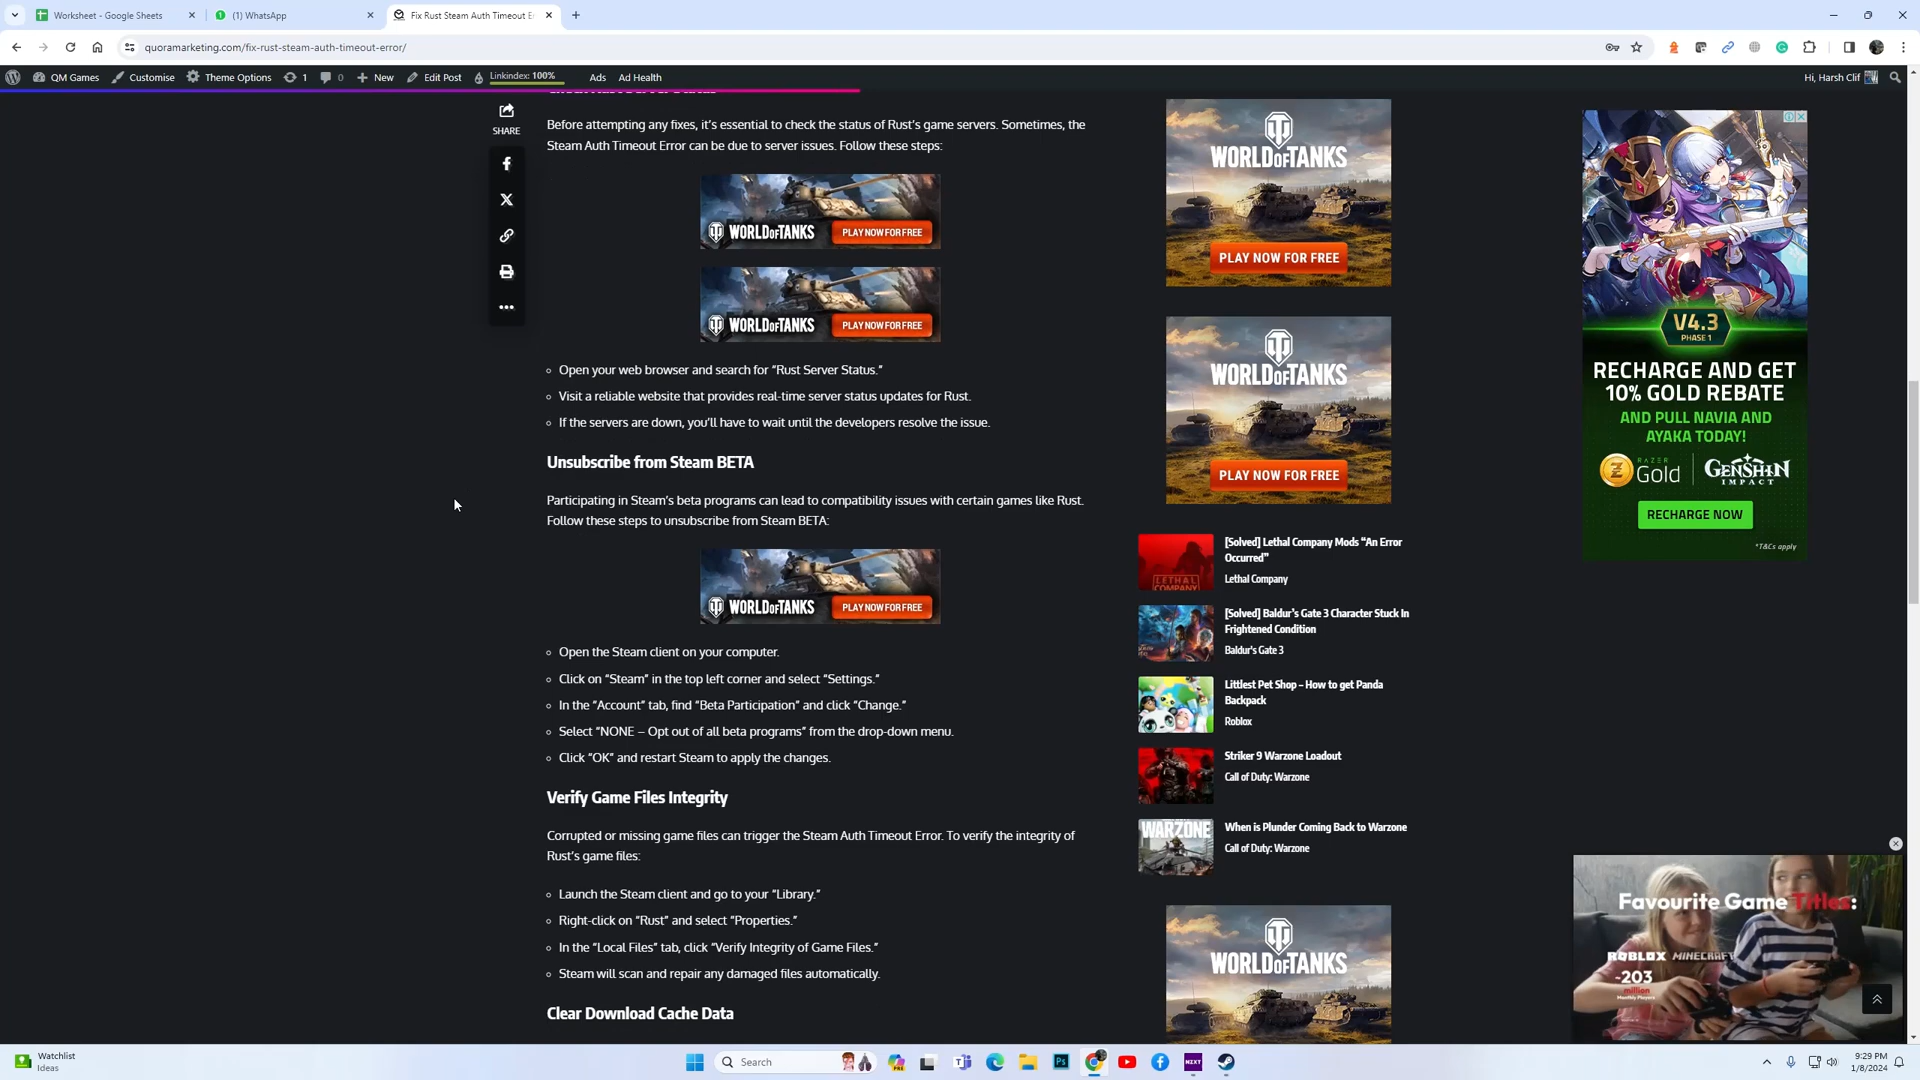 Worksheet - Google Sheets
(1) WhatsApp
Fix Rust Steam Auth Timeout E
quoramarketing.com/fix-rust-steam-auth-timeout-error/
QM Games
Customise
Theme Options
1
0
New
Edit Post
Linkindex: 100%
Ads
Ad Health
Hi, Harsh Clif
SHARE
Before attempting any fixes, it’s essential to check the status of Rust’s game servers. Sometimes, the
Steam Auth Timeout Error can be due to server issues. Follow these steps:
WORLD OF TANKS PLAY NOW FOR FREE
WORLD OF TANKS PLAY NOW FOR FREE
Open your web browser and search for “Rust Server Status.”
Visit a reliable website that provides real-time server status updates for Rust.
If the servers are down, you’ll have to wait until the developers resolve the issue.
Unsubscribe from Steam BETA
Participating in Steam’s beta programs can lead to compatibility issues with certain games like Rust.
Follow these steps to unsubscribe from Steam BETA:
WORLD OF TANKS PLAY NOW FOR FREE
Open the Steam client on your computer.
Click on “Steam” in the top left corner and select “Settings.”
In the “Account” tab, find “Beta Participation” and click “Change.”
Select “NONE – Opt out of all beta programs” from the drop-down menu.
Click “OK” and restart Steam to apply the changes.
Verify Game Files Integrity
Corrupted or missing game files can trigger the Steam Auth Timeout Error. To verify the integrity of
Rust’s game files:
Launch the Steam client and go to your “Library.”
Right-click on “Rust” and select “Properties.”
In the “Local Files” tab, click “Verify Integrity of Game Files.”
Steam will scan and repair any damaged files automatically.
Clear Download Cache Data
WORLD OF TANKS
PLAY NOW FOR FREE
WORLD OF TANKS
PLAY NOW FOR FREE
LETHAL
COMPANY
[Solved] Lethal Company Mods “An Error
Occurred”
Lethal Company
[Solved] Baldur’s Gate 3 Character Stuck In
Frightened Condition
Baldur's Gate 3
Littlest Pet Shop – How to get Panda
Backpack
Roblox
Striker 9 Warzone Loadout
Call of Duty: Warzone
WARZONE
When is Plunder Coming Back to Warzone
Call of Duty: Warzone
WORLD OF TANKS
V4.3
PHASE 1
RECHARGE AND GET
10% GOLD REBATE
AND PULL NAVIA AND
AYAKA TODAY!
RAZER Gold
GENSHIN IMPACT
RECHARGE NOW
*T&Cs apply
Favourite Game Titles:
ROBLOX MINECRAFT
~203
million
Monthly Players
Watchlist
Ideas
Search
9:29 PM
1/8/2024